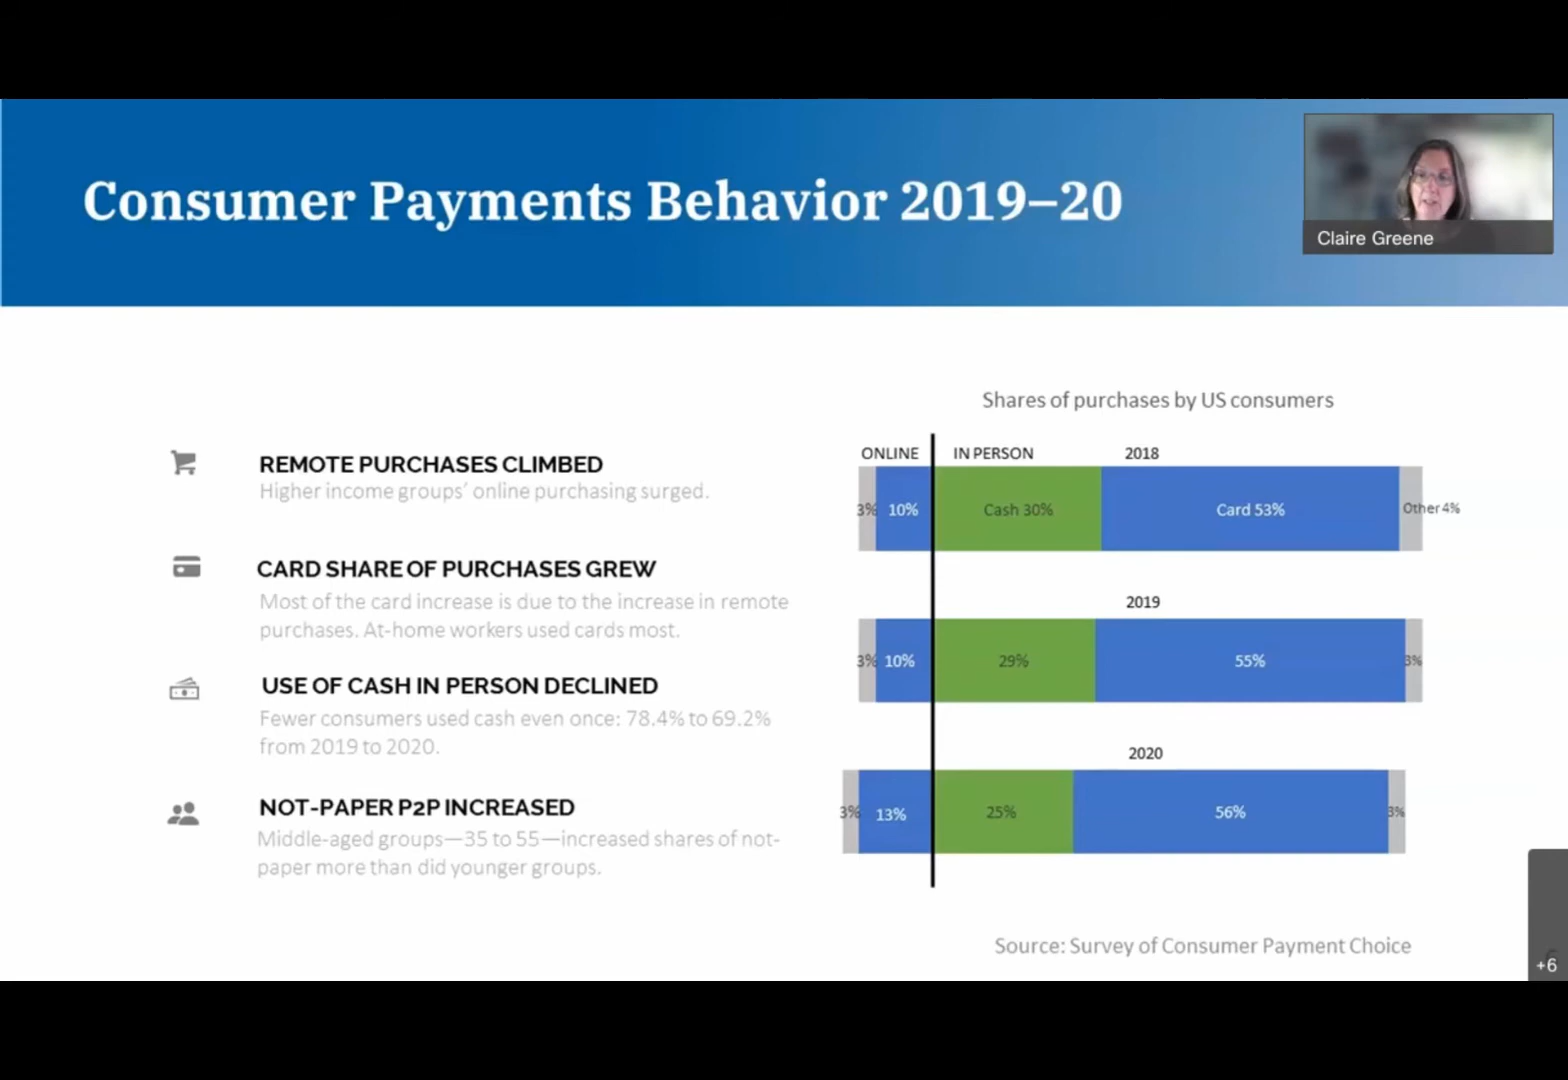 Consumer Payments Behavior 2019–20
Claire Greene
REMOTE PURCHASES CLIMBED
Higher income groups’ online purchasing surged.
CARD SHARE OF PURCHASES GREW
Most of the card increase is due to the increase in remote
purchases. At-home workers used cards most.
USE OF CASH IN PERSON DECLINED
Fewer consumers used cash even once: 78.4% to 69.2%
from 2019 to 2020.
NOT-PAPER P2P INCREASED
Middle-aged groups—35 to 55—increased shares of not-
paper more than did younger groups.
Shares of purchases by US consumers
ONLINE IN PERSON 2018
3% 10% Cash 30% Card 53% Other 4%
2019
3% 10% 29% 55% 3%
2020
3% 13% 25% 56% 3%
Source: Survey of Consumer Payment Choice
+6